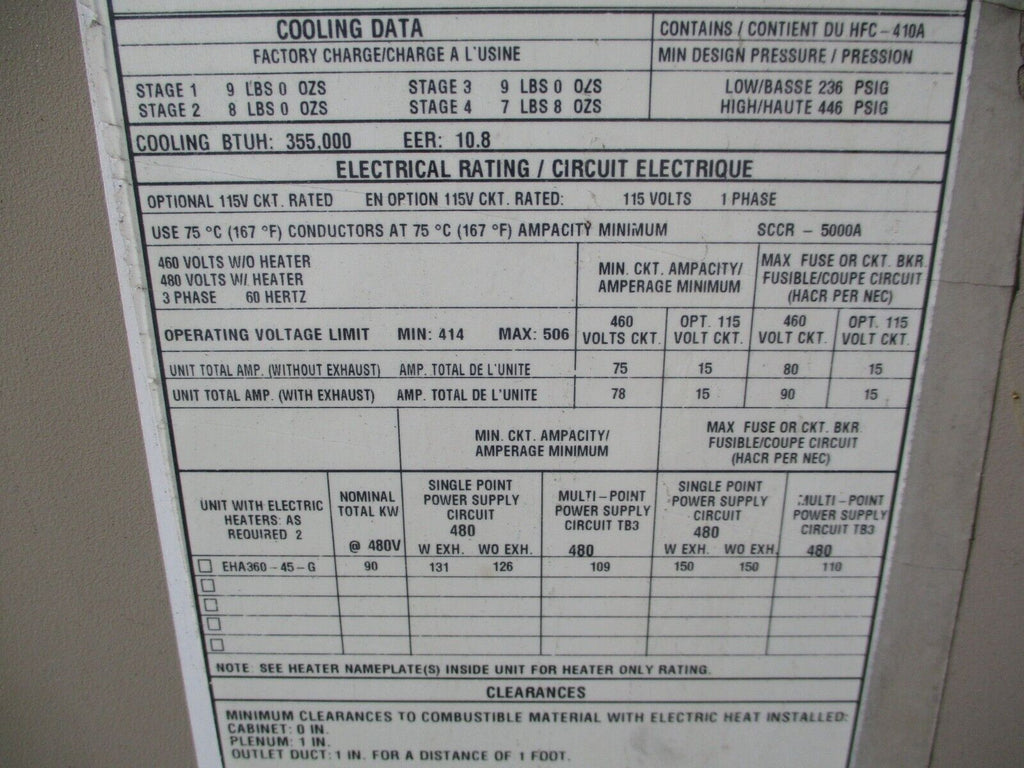 COOLING DATA
CONTAINS / CONTIENT DU HFC - 410A
FACTORY CHARGE/CHARGE A L'USINE
MIN DESIGN PRESSURE / PRESSION
STAGE 1 9 LBS 0 OZS STAGE 3 9 LBS 0 OZS
LOW/BASSE 236 PSIG
STAGE 2 8 LBS 0 OZS STAGE 4 7 LBS 8 OZS
HIGH/HAUTE 446 PSIG
COOLING BTUH: 355,000 EER: 10.8
ELECTRICAL RATING / CIRCUIT ELECTRIQUE
OPTIONAL 115V CKT. RATED EN OPTION 115V CKT. RATED: 115 VOLTS 1 PHASE
USE 75 °C (167 °F) CONDUCTORS AT 75 °C (167 °F) AMPACITY MINIMUM SCCR - 5000A
460 VOLTS W/O HEATER
480 VOLTS W/ HEATER
3 PHASE 60 HERTZ
MIN. CKT. AMPACITY/
AMPERAGE MINIMUM
MAX FUSE OR CKT. BKR.
FUSIBLE/COUPE CIRCUIT
(HACR PER NEC)
OPERATING VOLTAGE LIMIT MIN: 414 MAX: 506
460
VOLTS CKT.
OPT. 115
VOLT CKT.
460
VOLT CKT.
OPT. 115
VOLT CKT.
UNIT TOTAL AMP. (WITHOUT EXHAUST) AMP. TOTAL DE L'UNITE 75 15 80 15
UNIT TOTAL AMP. (WITH EXHAUST) AMP. TOTAL DE L'UNITE 78 15 90 15
MIN. CKT. AMPACITY/
AMPERAGE MINIMUM
MAX FUSE OR CKT. BKR.
FUSIBLE/COUPE CIRCUIT
(HACR PER NEC)
UNIT WITH ELECTRIC
HEATERS: AS
REQUIRED 2
NOMINAL
TOTAL KW
@ 480V
SINGLE POINT
POWER SUPPLY
CIRCUIT
480
W EXH. WO EXH.
MULTI - POINT
POWER SUPPLY
CIRCUIT TB3
480
SINGLE POINT
POWER SUPPLY
CIRCUIT
480
W EXH. WO EXH.
MULTI - POINT
POWER SUPPLY
CIRCUIT TB3
480
EHA360 - 45 - G 90 131 126 109 150 150 110
NOTE: SEE HEATER NAMEPLATE(S) INSIDE UNIT FOR HEATER ONLY RATING.
CLEARANCES
MINIMUM CLEARANCES TO COMBUSTIBLE MATERIAL WITH ELECTRIC HEAT INSTALLED:
CABINET: 0 IN.
PLENUM: 1 IN.
OUTLET DUCT: 1 IN. FOR A DISTANCE OF 1 FOOT.